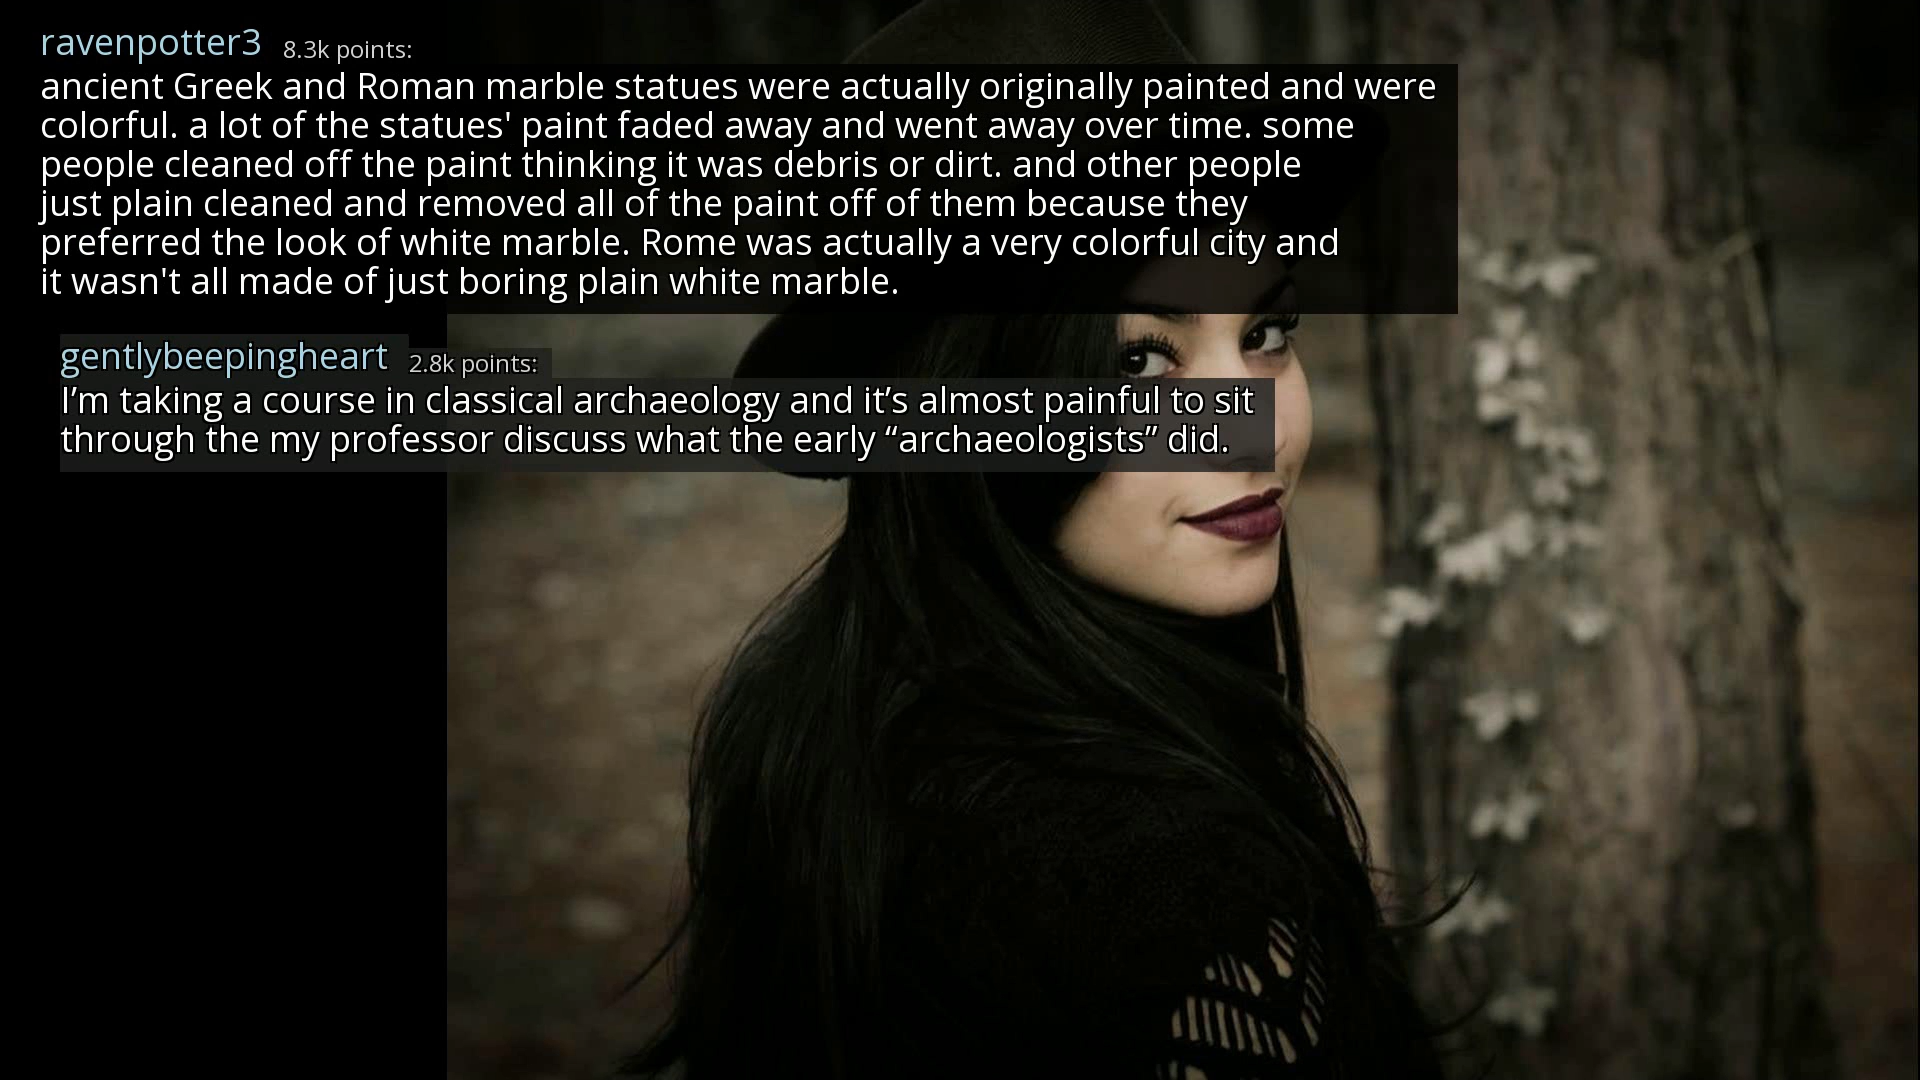 ravenpotter3 8.3k points:
ancient Greek and Roman marble statues were actually originally painted and were
colorful. a lot of the statues' paint faded away and went away over time. some
people cleaned off the paint thinking it was debris or dirt. and other people
just plain cleaned and removed all of the paint off of them because they
preferred the look of white marble. Rome was actually a very colorful city and
it wasn't all made of just boring plain white marble.
gentlybeepingheart 2.8k points:
I’m taking a course in classical archaeology and it’s almost painful to sit
through the my professor discuss what the early “archaeologists” did.